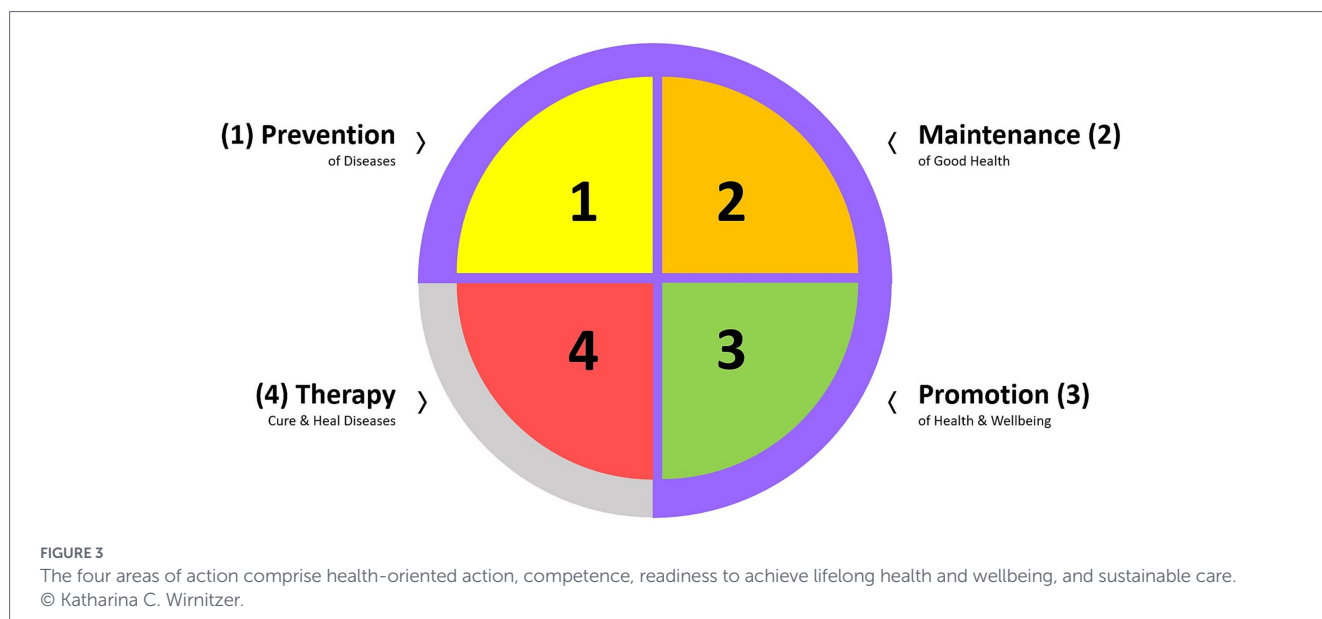 (1) Prevention
of Diseases
Maintenance (2)
of Good Health
1
2
4
3
(4) Therapy
Cure & Heal Diseases
Promotion (3)
of Health & Wellbeing
FIGURE 3
The four areas of action comprise health-oriented action, competence, readiness to achieve lifelong health and wellbeing, and sustainable care.
© Katharina C. Wirnitzer.